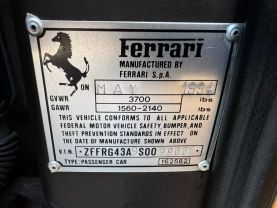 Ferrari
MANUFACTURED BY
FERRARI S.p.A.
ON MAY
GVWR 3700 lbs
GAWR 1560-2140 lbs
THIS VEHICLE CONFORMS TO ALL APPLICABLE
FEDERAL MOTOR VEHICLE SAFETY, BUMPER, AND
THEFT PREVENTION STANDARDS IN EFFECT ON
THE DATE OF MANUFACTURE SHOWN ABOVE
V.I.N. ZFFRG43A S00
TYPE: PASSENGER CAR 162582